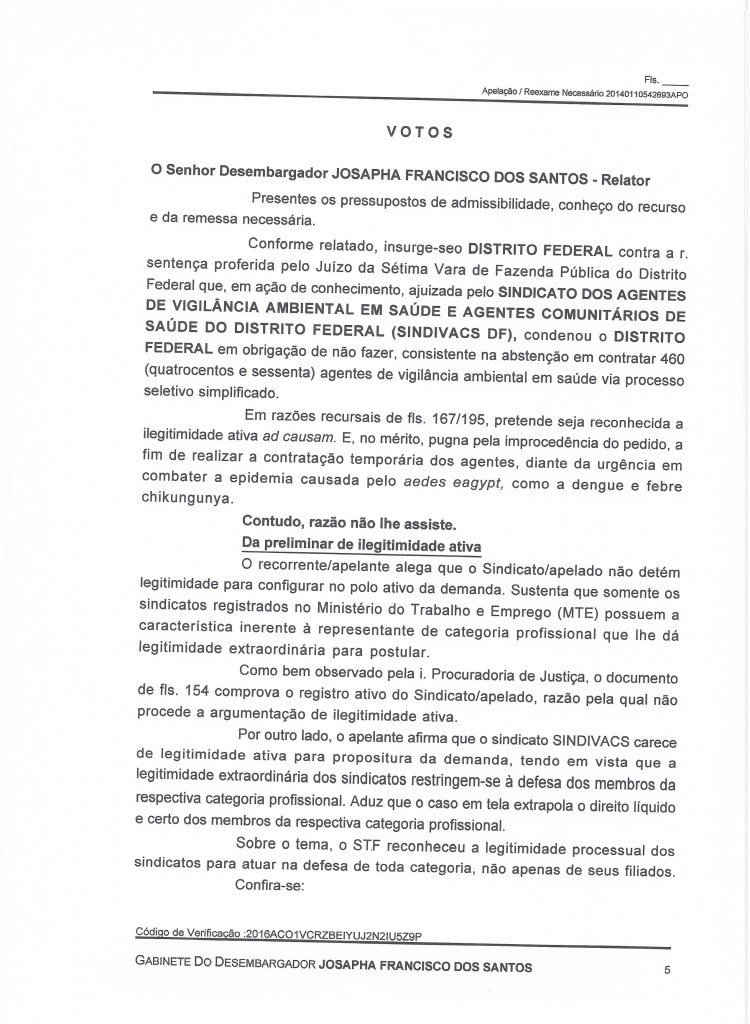 Fls. ____
Apelação / Reexame Necessário 20140110542693APO
V O T O S
O Senhor Desembargador JOSAPHA FRANCISCO DOS SANTOS - Relator
Presentes os pressupostos de admissibilidade, conheço do recurso
e da remessa necessária.
Conforme relatado, insurge-seo DISTRITO FEDERAL contra a r.
sentença proferida pelo Juízo da Sétima Vara de Fazenda Pública do Distrito
Federal que, em ação de conhecimento, ajuizada pelo SINDICATO DOS AGENTES
DE VIGILÂNCIA AMBIENTAL EM SAÚDE E AGENTES COMUNITÁRIOS DE
SAÚDE DO DISTRITO FEDERAL (SINDIVACS DF), condenou o DISTRITO
FEDERAL em obrigação de não fazer, consistente na abstenção em contratar 460
(quatrocentos e sessenta) agentes de vigilância ambiental em saúde via processo
seletivo simplificado.
Em razões recursais de fls. 167/195, pretende seja reconhecida a
ilegitimidade ativa ad causam. E, no mérito, pugna pela improcedência do pedido, a
fim de realizar a contratação temporária dos agentes, diante da urgência em
combater a epidemia causada pelo aedes eagypt, como a dengue e febre
chikungunya.
Contudo, razão não lhe assiste.
Da preliminar de ilegitimidade ativa
O recorrente/apelante alega que o Sindicato/apelado não detém
legitimidade para configurar no polo ativo da demanda. Sustenta que somente os
sindicatos registrados no Ministério do Trabalho e Emprego (MTE) possuem a
característica inerente à representante de categoria profissional que lhe dá
legitimidade extraordinária para postular.
Como bem observado pela i. Procuradoria de Justiça, o documento
de fls. 154 comprova o registro ativo do Sindicato/apelado, razão pela qual não
procede a argumentação de ilegitimidade ativa.
Por outro lado, o apelante afirma que o sindicato SINDIVACS carece
de legitimidade ativa para propositura da demanda, tendo em vista que a
legitimidade extraordinária dos sindicatos restringem-se à defesa dos membros da
respectiva categoria profissional. Aduz que o caso em tela extrapola o direito líquido
e certo dos membros da respectiva categoria profissional.
Sobre o tema, o STF reconheceu a legitimidade processual dos
sindicatos para atuar na defesa de toda categoria, não apenas de seus filiados.
Confira-se:
Código de Verificação :2016ACO1VCRZBEIYUJ2N2IU5Z9P
GABINETE DO DESEMBARGADOR JOSAPHA FRANCISCO DOS SANTOS 5